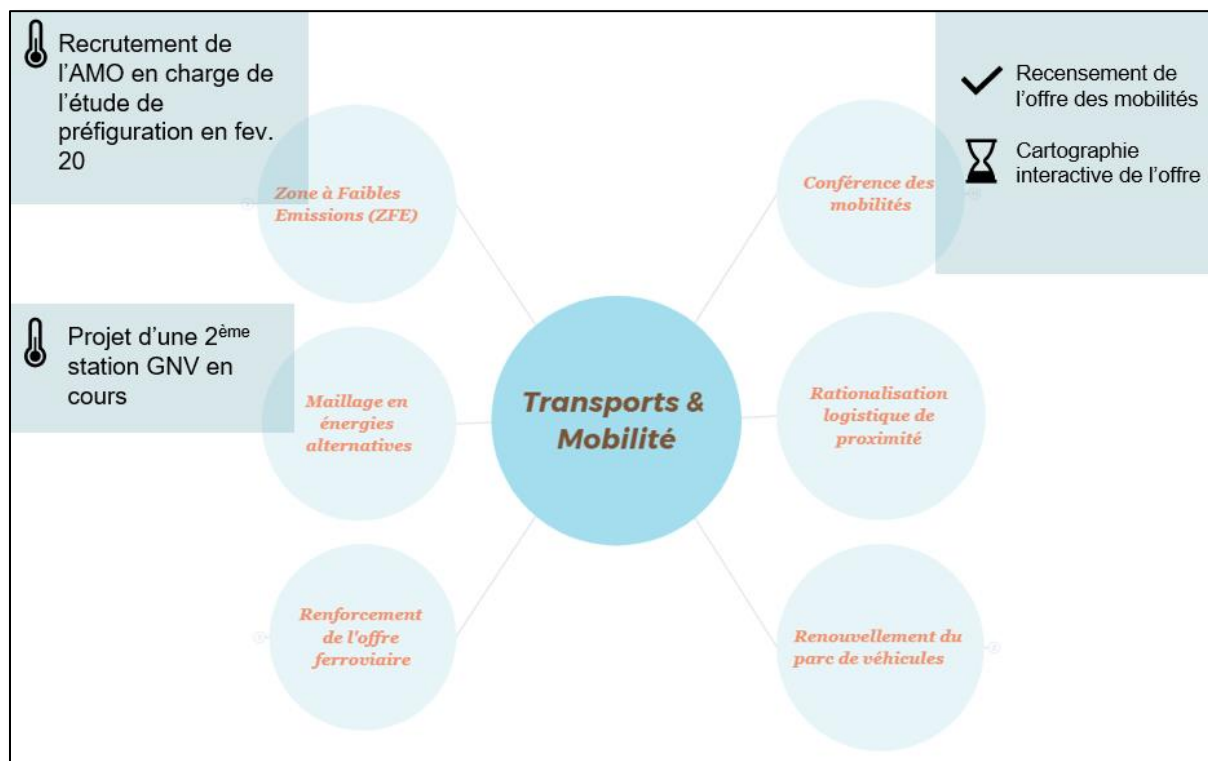 Recrutement de
l’AMO en charge de
l’étude de
préfiguration en fev.
20
Zone à Faibles
Emissions (ZFE)
Recensement de
l’offre des mobilités
Cartographie
interactive de l’offre
Conférence des
mobilités
Projet d’une 2ème
station GNV en
cours
Maillage en
énergies
alternatives
Transports &
Mobilité
Rationalisation
logistique de
proximité
Renforcement
de l'offre
ferroviaire
Renouvellement du
parc de véhicules